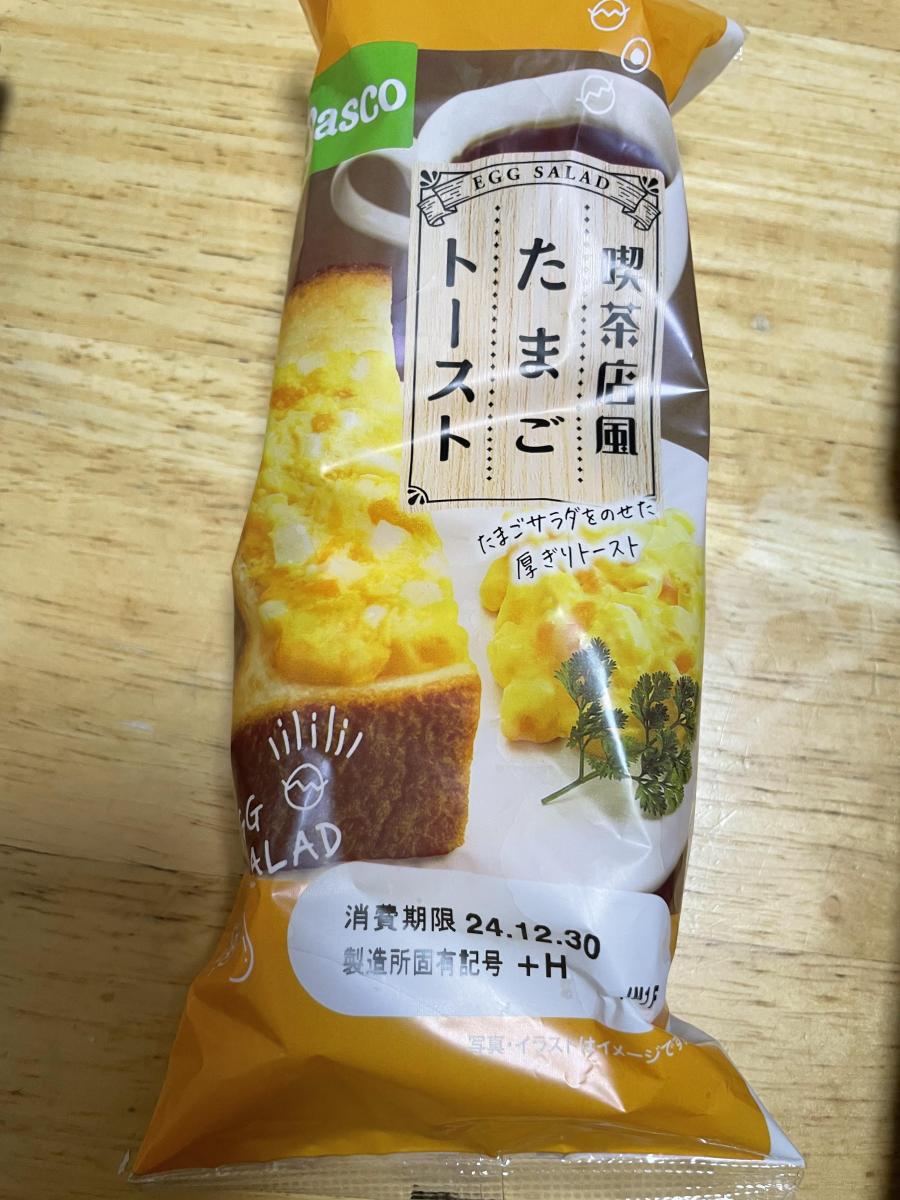 Pasco
EGG SALAD
喫茶店風
たまご
トースト
たまごサラダをのせた
厚ぎりトースト
EGG
SALAD
消費期限 24.12.30
製造所固有記号 +H
写真・イラストはイメージです